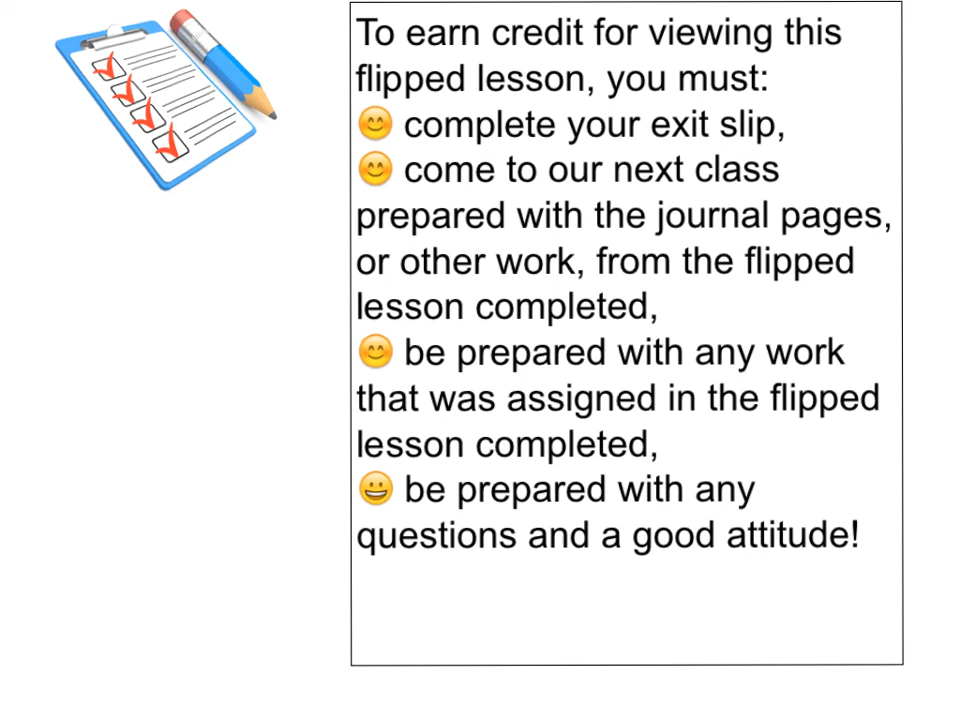 To earn credit for viewing this
flipped lesson, you must:
😊 complete your exit slip,
😊 come to our next class
prepared with the journal pages,
or other work, from the flipped
lesson completed,
😊 be prepared with any work
that was assigned in the flipped
lesson completed,
😀 be prepared with any
questions and a good attitude!